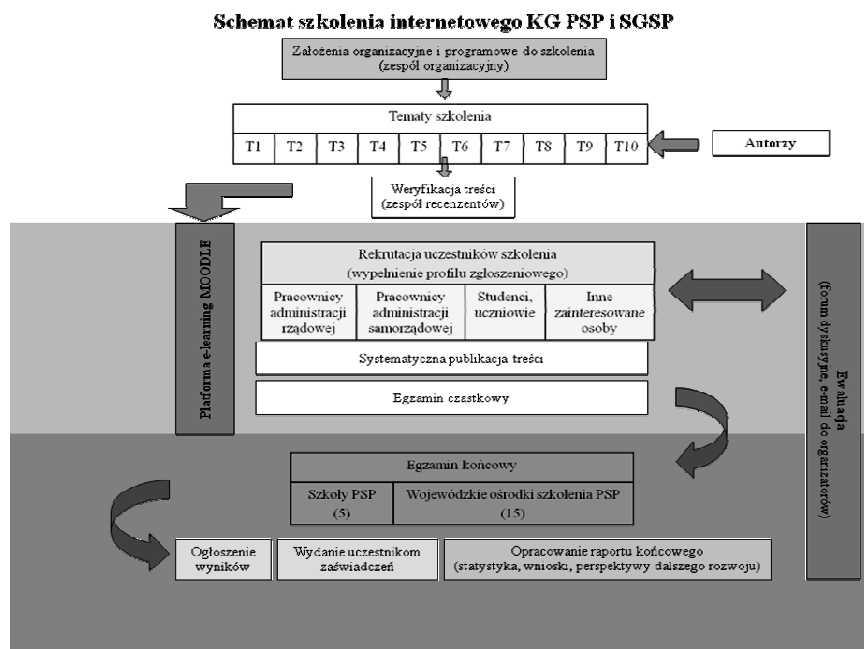 Schemat szkolenia internetowego KG PSP i SGSP
Założenia organizacyjne i programowe do szkolenia
(zespół organizacyjny)
Tematy szkolenia
T1 T2 T3 T4 T5 T6 T7 T8 T9 T10
Autorzy
Weryfikacja treści
(zespół recenzentów)
Platforma e-learning MOODLE
Rekrutacja uczestników szkolenia
(wypełnienie profilu zgłoszeniowego)
Pracownicy
administracji
rządowej
Pracownicy
administracji
samorządowej
Studenci,
uczniowie
Inne
zainteresowane
osoby
Systematyczna publikacja treści
Egzamin cząstkowy
Ewaluacja
(forum dyskusyjne, e-mail do organizatorów)
Egzamin końcowy
Szkoły PSP
(5)
Wojewódzkie ośrodki szkolenia PSP
(15)
Ogłoszenie
wyników
Wydanie uczestnikom
zaświadczeń
Opracowanie raportu końcowego
(statystyka, wnioski, perspektywy dalszego rozwoju)